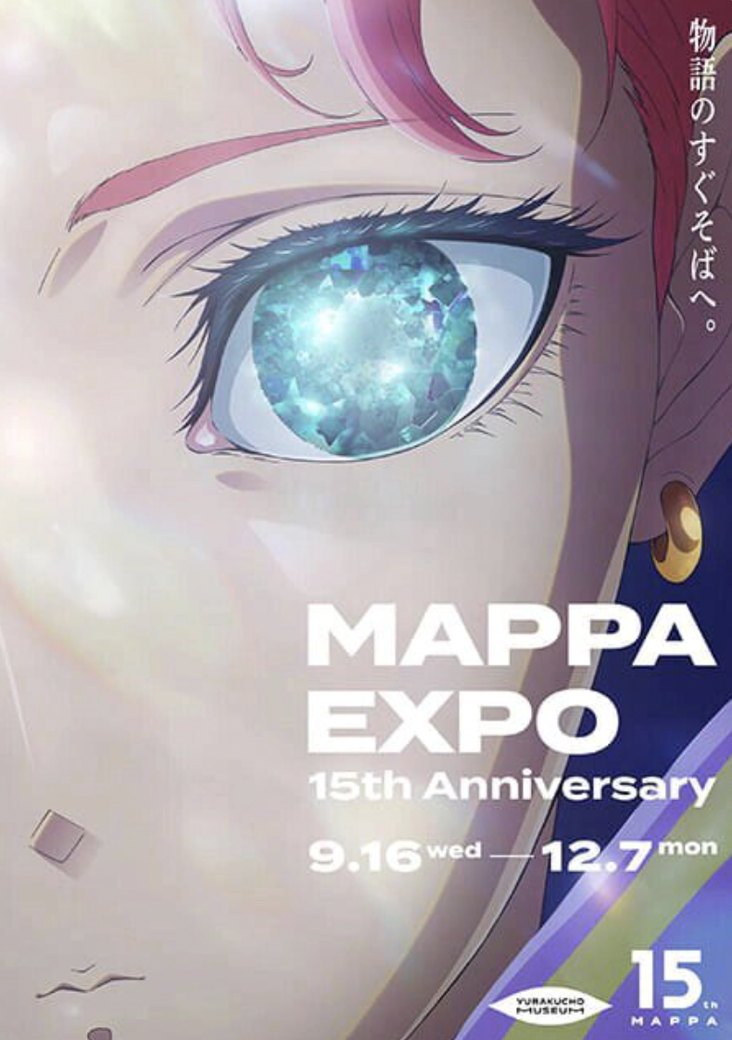 物語のすぐそばへ。
MAPPA
EXPO
15th Anniversary
9.16 wed — 12.7 mon
YURAKUCHO
MUSEUM
15th
MAPPA